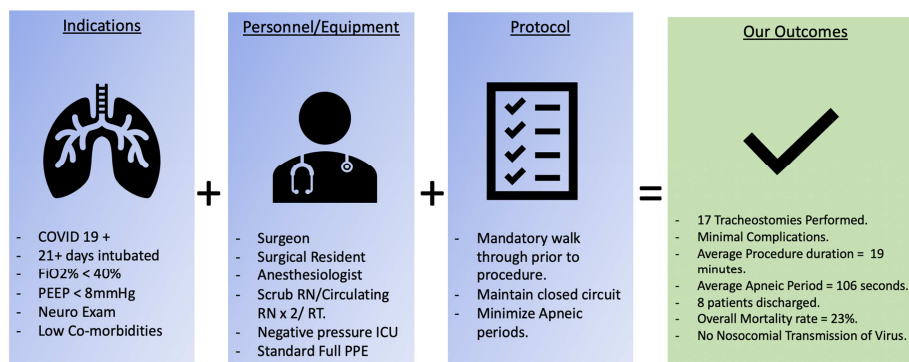 Indications
- COVID 19 +
- 21+ days intubated
- FiO2% < 40%
- PEEP < 8mmHg
- Neuro Exam
- Low Co-morbidities
+
Personnel/Equipment
- Surgeon
- Surgical Resident
- Anesthesiologist
- Scrub RN/Circulating
RN x 2/ RT.
- Negative pressure ICU
- Standard Full PPE
+
Protocol
- Mandatory walk
through prior to
procedure.
- Maintain closed circuit
- Minimize Apneic
periods.
=
Our Outcomes
- 17 Tracheostomies Performed.
- Minimal Complications.
- Average Procedure duration = 19
minutes.
- Average Apneic Period = 106 seconds.
- 8 patients discharged.
- Overall Mortality rate = 23%.
- No Nosocomial Transmission of Virus.